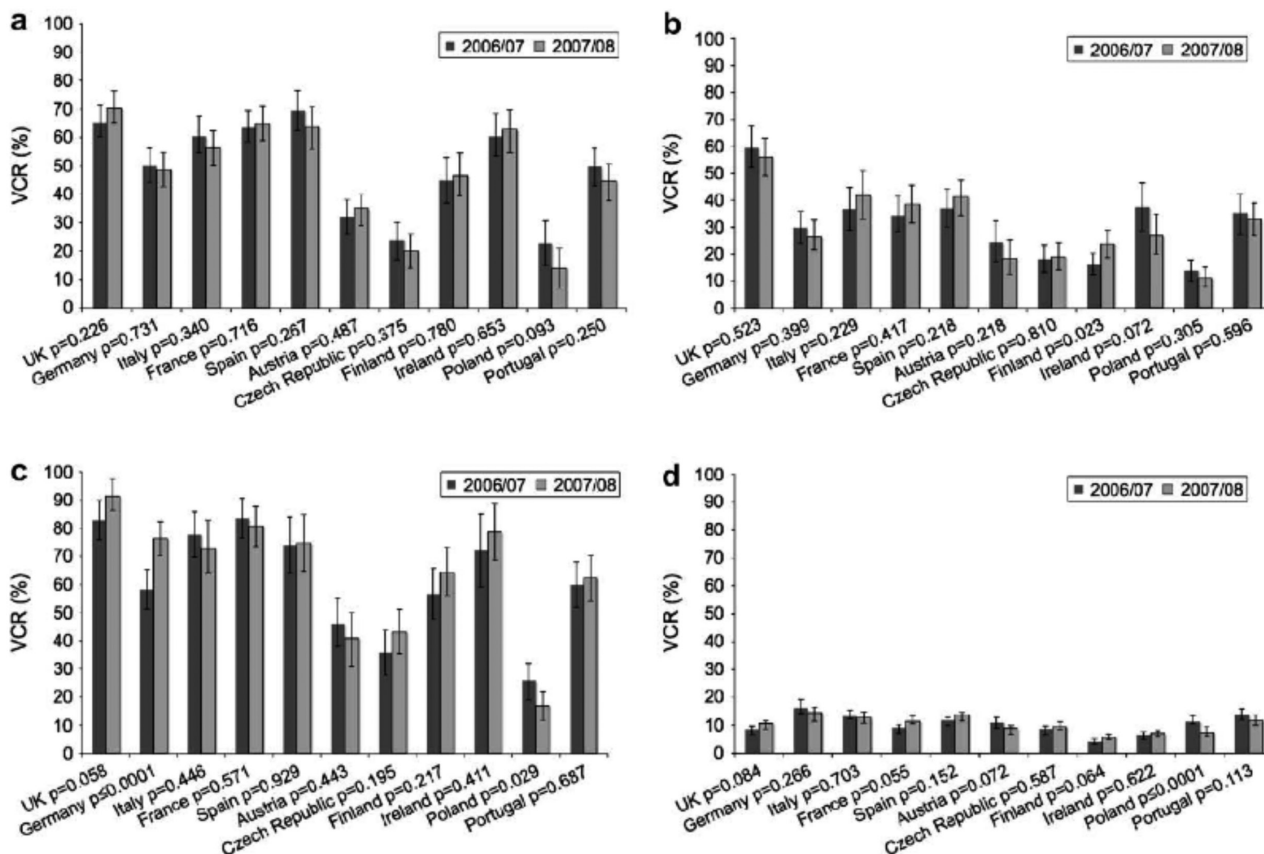 a
2006/07 2007/08
VCR (%)
100
90
80
70
60
50
40
30
20
10
0
UK p=0.226
Germany p=0.731
Italy p=0.340
France p=0.716
Spain p=0.267
Austria p=0.487
Czech Republic p=0.375
Finland p=0.780
Ireland p=0.653
Poland p=0.093
Portugal p=0.250
b
2006/07 2007/08
VCR (%)
100
90
80
70
60
50
40
30
20
10
0
UK p=0.523
Germany p=0.399
Italy p=0.229
France p=0.417
Spain p=0.218
Austria p=0.218
Czech Republic p=0.810
Finland p=0.023
Ireland p=0.072
Poland p=0.305
Portugal p=0.596
c
2006/07 2007/08
VCR (%)
100
90
80
70
60
50
40
30
20
10
0
UK p=0.058
Germany p≤0.0001
Italy p=0.446
France p=0.571
Spain p=0.929
Austria p=0.443
Czech Republic p=0.195
Finland p=0.217
Ireland p=0.411
Poland p=0.029
Portugal p=0.687
d
2006/07 2007/08
VCR (%)
100
90
80
70
60
50
40
30
20
10
0
UK p=0.084
Germany p=0.266
Italy p=0.703
France p=0.055
Spain p=0.152
Austria p=0.072
Czech Republic p=0.587
Finland p=0.064
Ireland p=0.622
Poland p≤0.0001
Portugal p=0.113